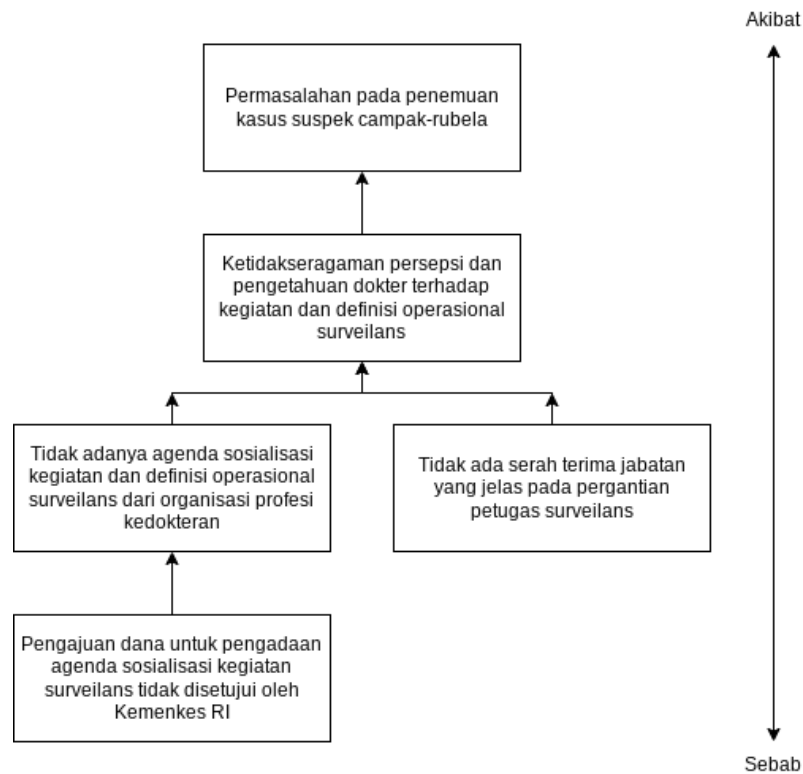 Akibat
Permasalahan pada penemuan
kasus suspek campak-rubela
Ketidakseragaman persepsi dan
pengetahuan dokter terhadap
kegiatan dan definisi operasional
surveilans
Tidak adanya agenda sosialisasi
kegiatan dan definisi operasional
surveilans dari organisasi profesi
kedokteran
Tidak ada serah terima jabatan
yang jelas pada pergantian
petugas surveilans
Pengajuan dana untuk pengadaan
agenda sosialisasi kegiatan
surveilans tidak disetujui oleh
Kemenkes RI
Sebab